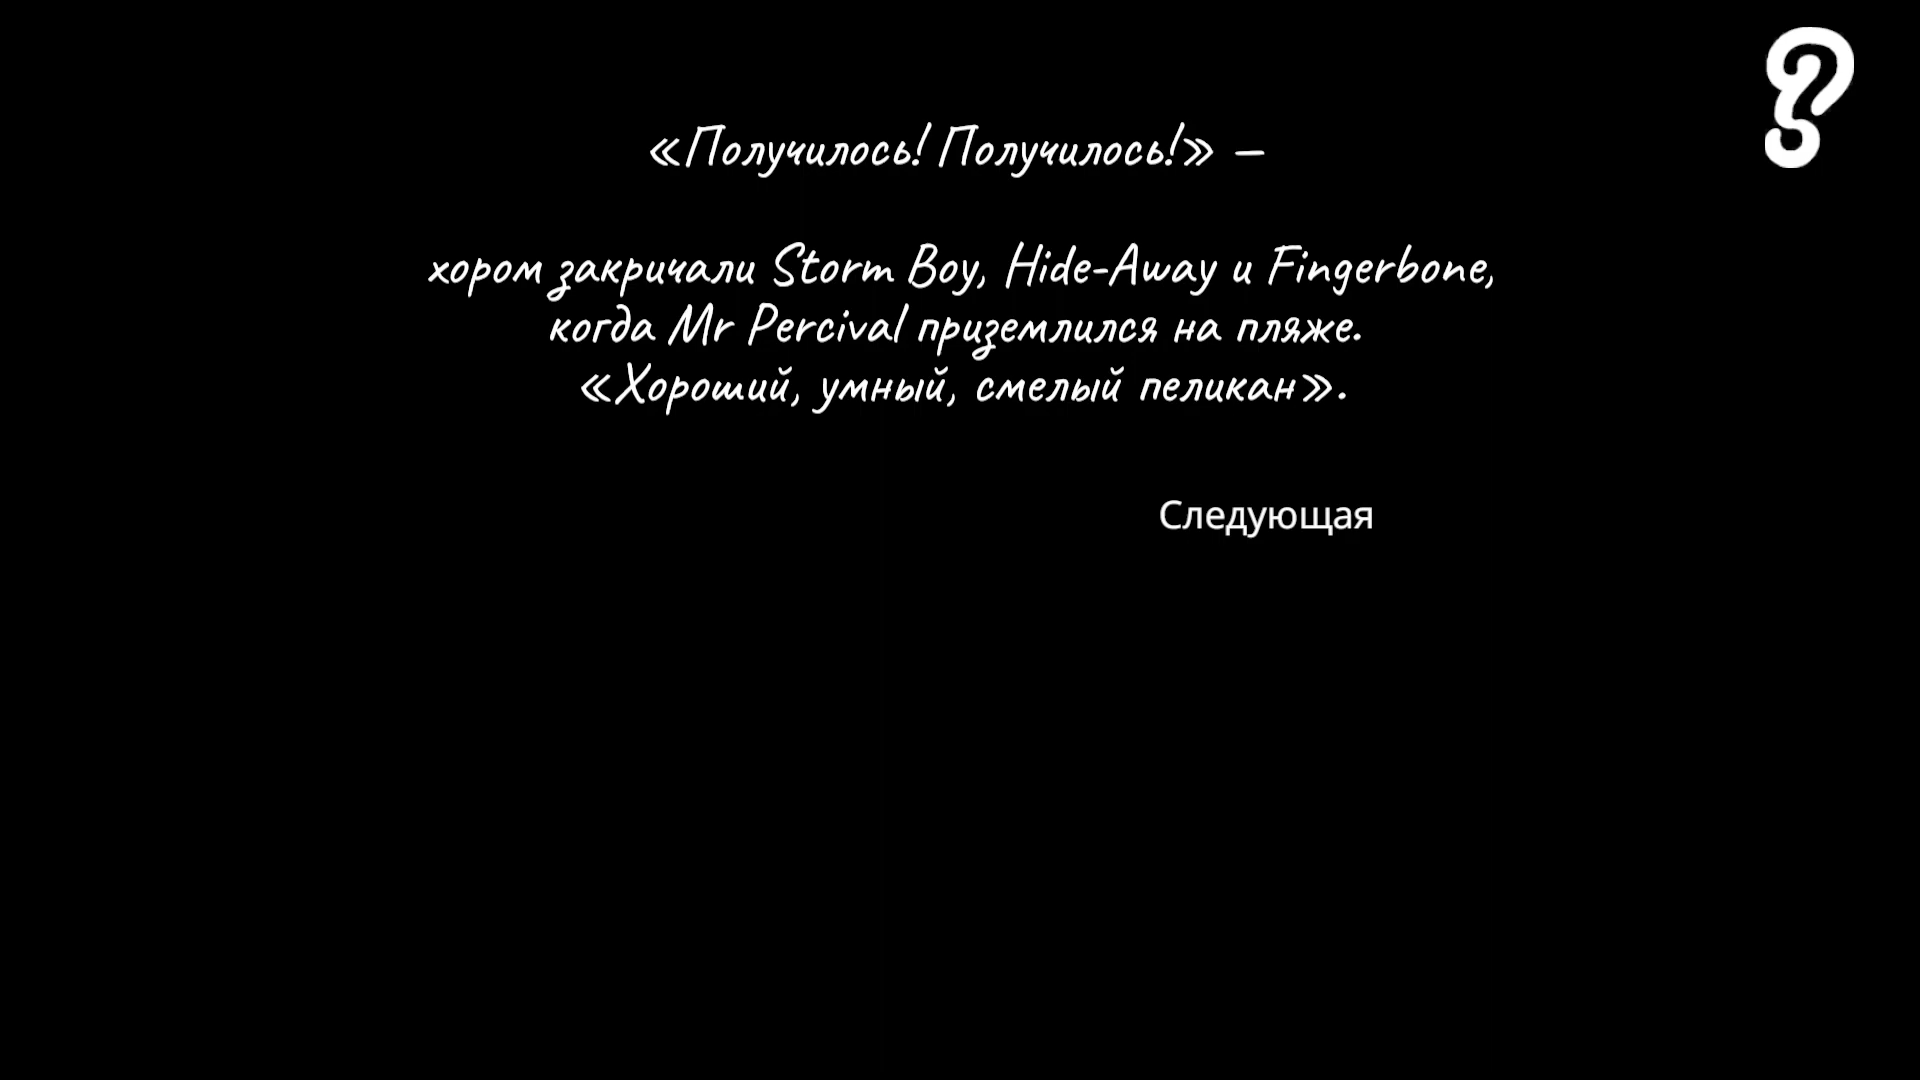 «Получилось! Получилось!» –
хором закричали Storm Boy, Hide-Away и Fingerbone,
когда Mr Percival приземлился на пляже.
«Хороший, умный, смелый пеликан».
Следующая